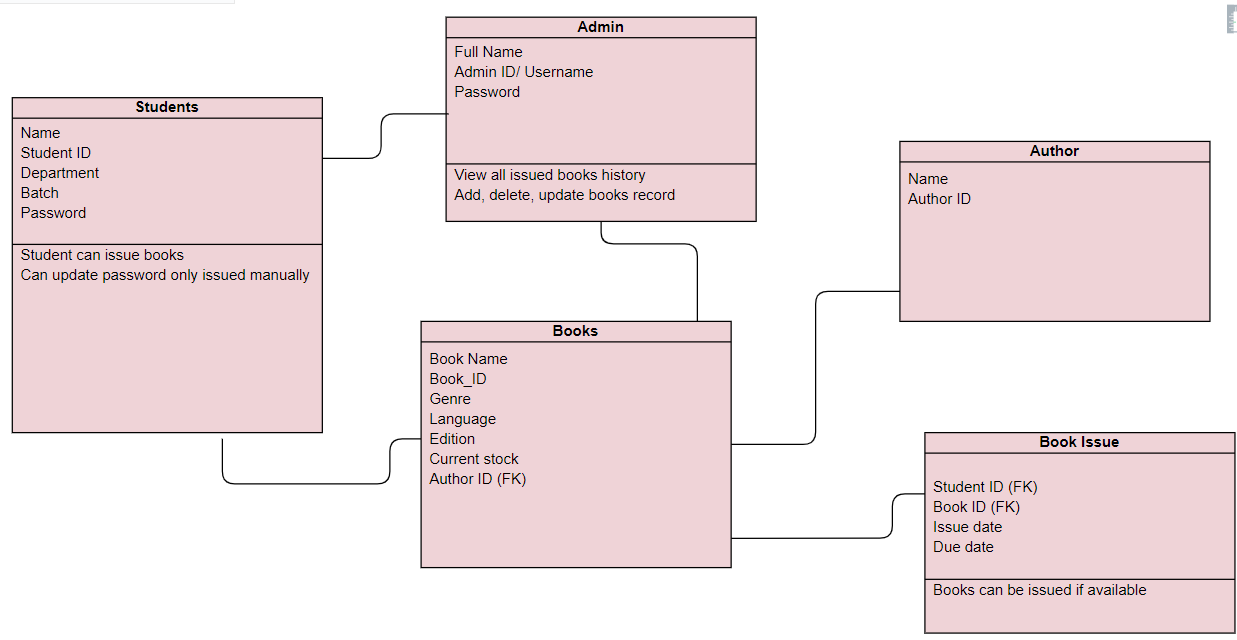 Admin
Full Name
Admin ID/ Username
Password
View all issued books history
Add, delete, update books record
Students
Name
Student ID
Department
Batch
Password
Student can issue books
Can update password only issued manually
Author
Name
Author ID
Books
Book Name
Book_ID
Genre
Language
Edition
Current stock
Author ID (FK)
Book Issue
Student ID (FK)
Book ID (FK)
Issue date
Due date
Books can be issued if available